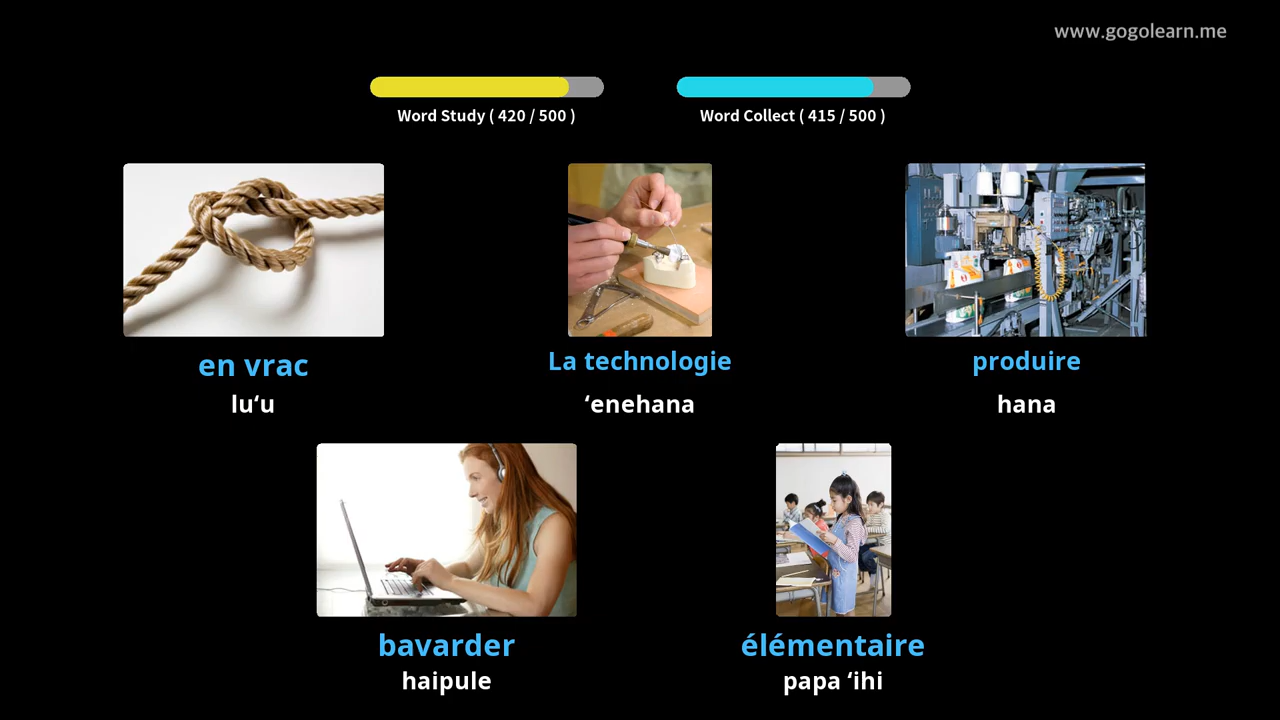 www.gogolearn.me
Word Study ( 420 / 500 )
Word Collect ( 415 / 500 )
en vrac
luʻu
La technologie
ʻenehana
produire
hana
bavarder
haipule
élémentaire
papa ʻihi